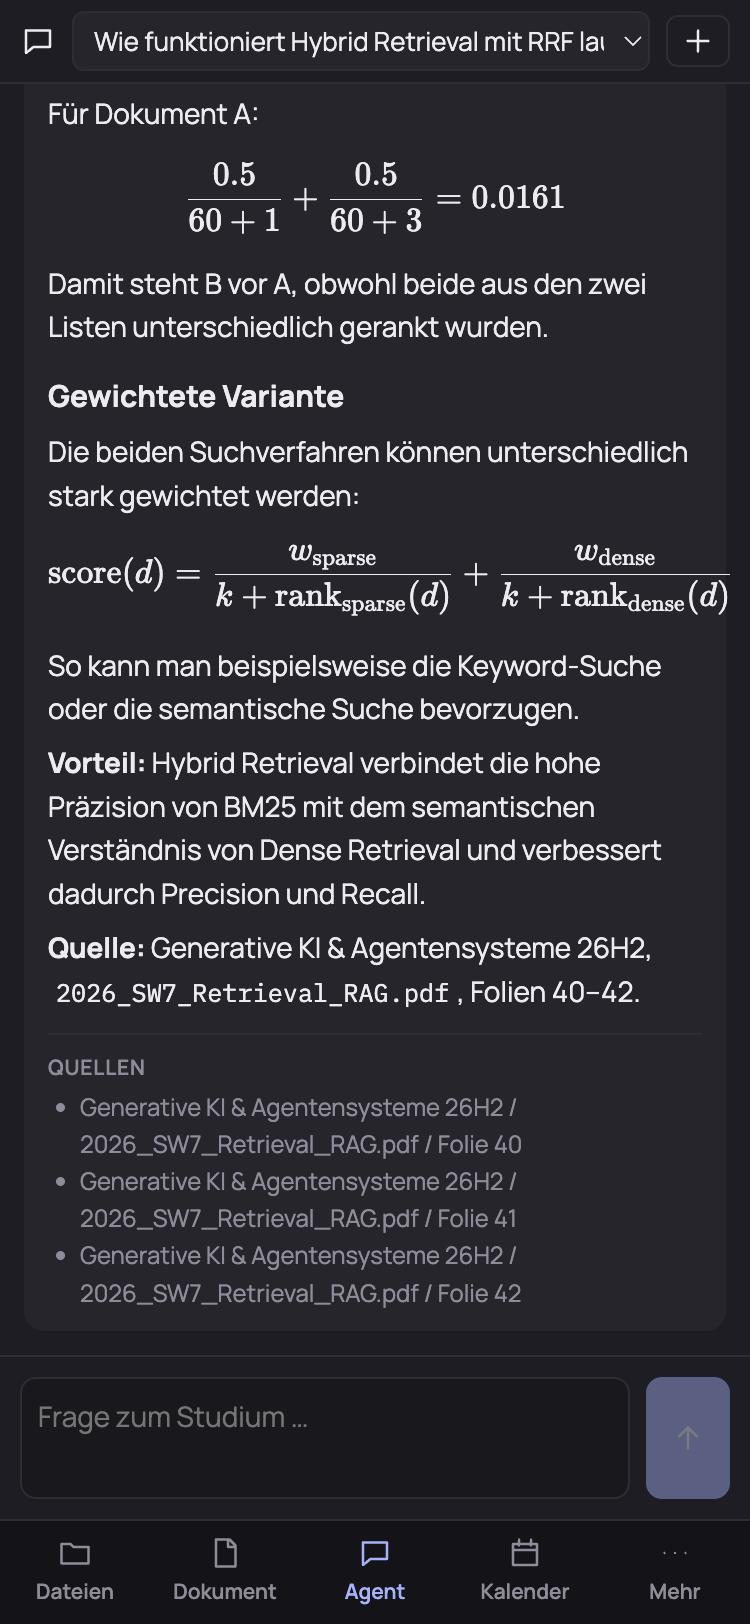 Wie funktioniert Hybrid Retrieval mit RRF lau
Für Dokument A:
0.5/(60 + 1) + 0.5/(60 + 3) = 0.0161
Damit steht B vor A, obwohl beide aus den zwei
Listen unterschiedlich gerankt wurden.
Gewichtete Variante
Die beiden Suchverfahren können unterschiedlich
stark gewichtet werden:
score(d) = w_sparse/(k + rank_sparse(d)) + w_dense/(k + rank_dense(d))
So kann man beispielsweise die Keyword-Suche
oder die semantische Suche bevorzugen.
Vorteil: Hybrid Retrieval verbindet die hohe
Präzision von BM25 mit dem semantischen
Verständnis von Dense Retrieval und verbessert
dadurch Precision und Recall.
Quelle: Generative KI & Agentensysteme 26H2,
2026_SW7_Retrieval_RAG.pdf , Folien 40–42.
QUELLEN
• Generative KI & Agentensysteme 26H2 /
2026_SW7_Retrieval_RAG.pdf / Folie 40
• Generative KI & Agentensysteme 26H2 /
2026_SW7_Retrieval_RAG.pdf / Folie 41
• Generative KI & Agentensysteme 26H2 /
2026_SW7_Retrieval_RAG.pdf / Folie 42
Frage zum Studium ...
Dateien
Dokument
Agent
Kalender
Mehr